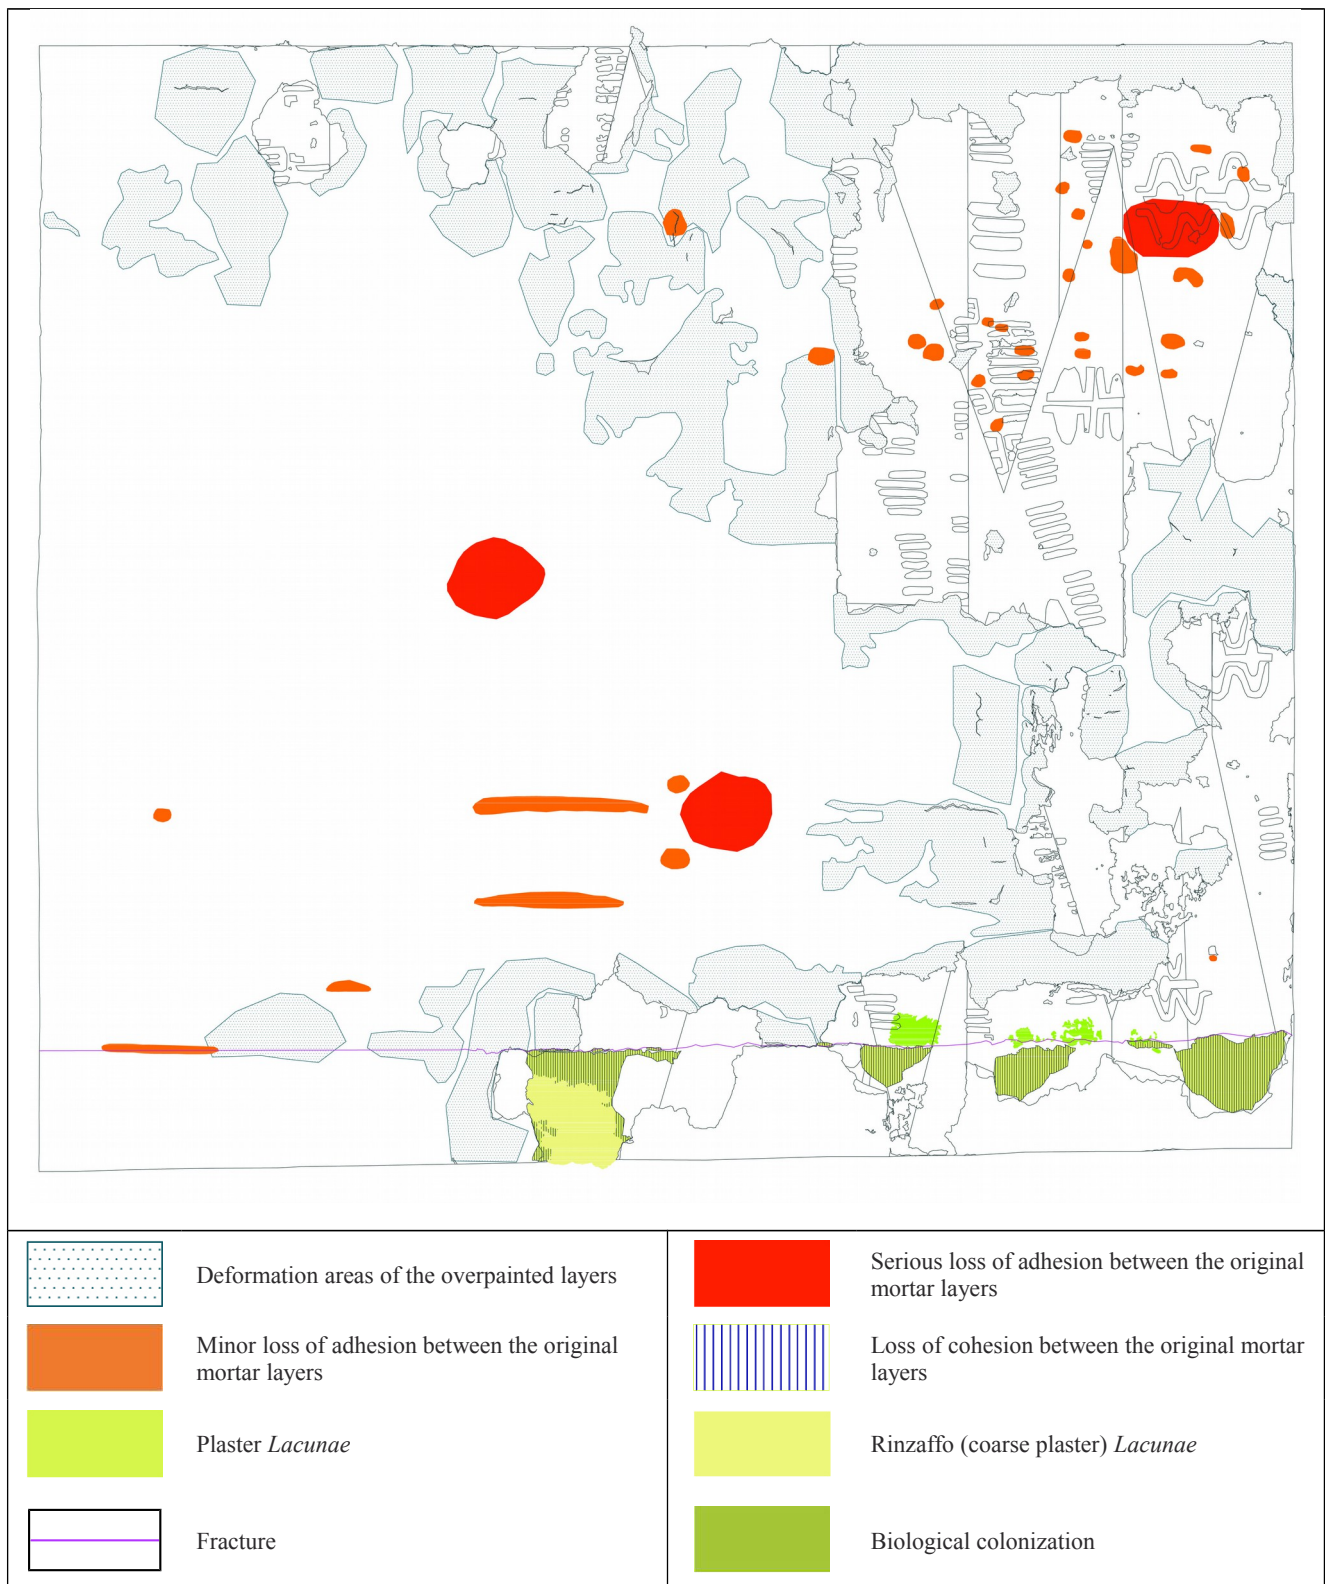 Deformation areas of the overpainted layers
Serious loss of adhesion between the original
mortar layers
Minor loss of adhesion between the original
mortar layers
Loss of cohesion between the original mortar
layers
Plaster Lacunae
Rinzaffo (coarse plaster) Lacunae
Fracture
Biological colonization